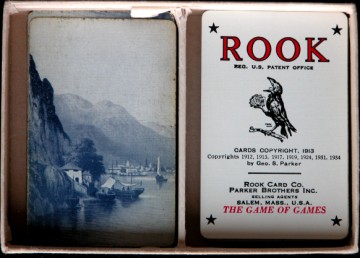 ROOK
REG. U.S. PATENT OFFICE
CARDS COPYRIGHT, 1913
Copyrights 1912, 1913, 1917, 1919, 1924, 1931, 1934
by Geo. S. Parker
ROOK CARD CO.
PARKER BROTHERS INC.
SELLING AGENTS
SALEM, MASS., U.S.A.
THE GAME OF GAMES